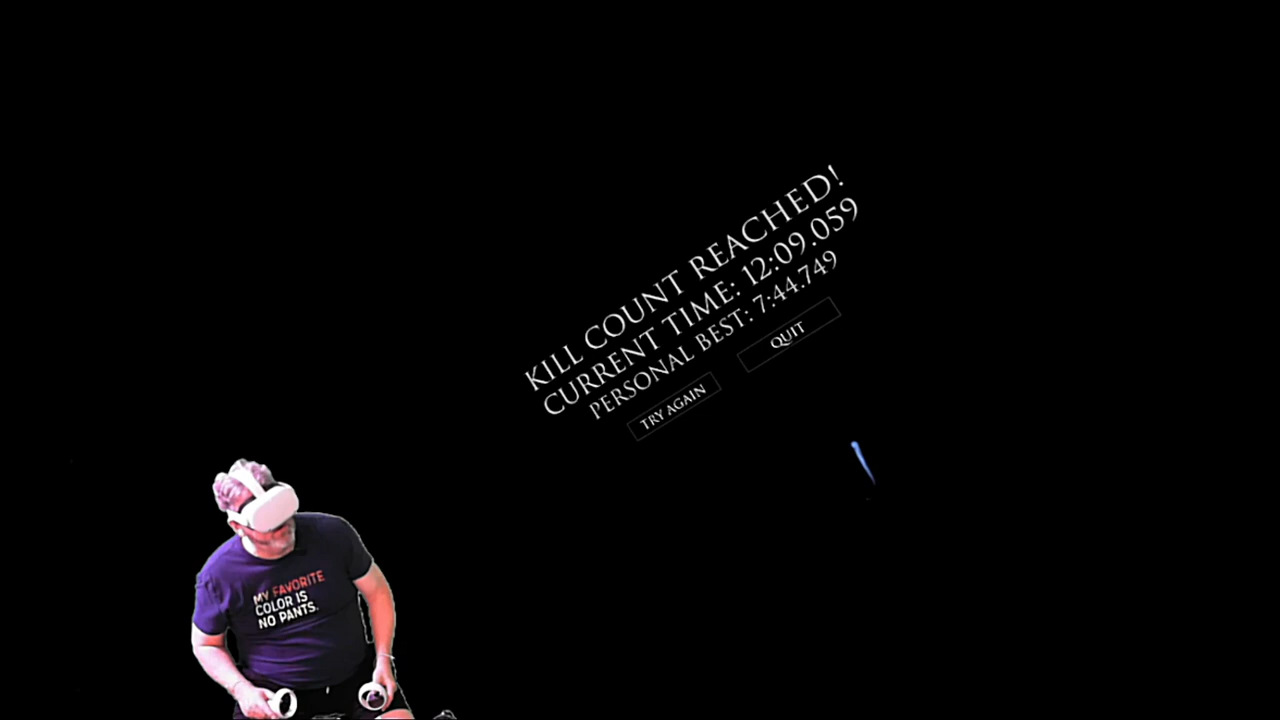 KILL COUNT REACHED!
CURRENT TIME: 12:09.059
PERSONAL BEST: 7:44.749
TRY AGAIN
QUIT
MY FAVORITE
COLOR IS
NO PANTS.